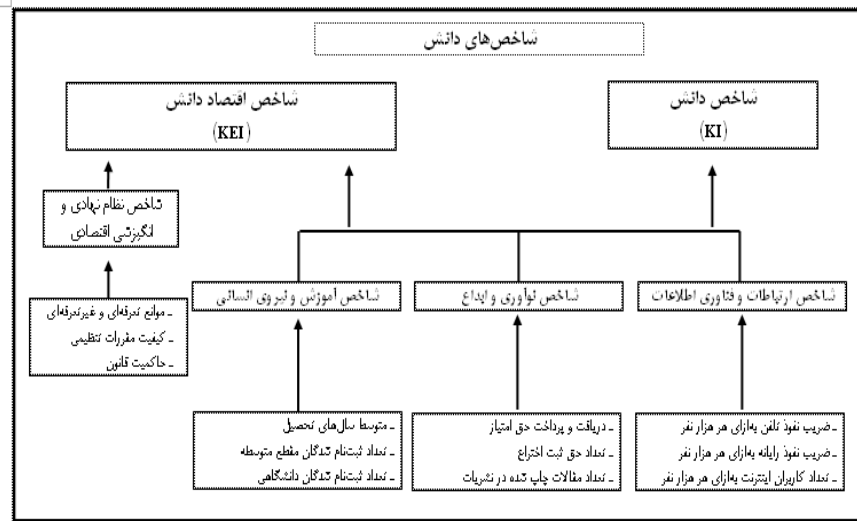 شاخص‌های دانش
شاخص دانش
(KI)
شاخص اقتصاد دانش
(KEI)
شاخص نظام نهادی و
انگیزشی اقتصادی
شاخص ارتباطات و فناوری اطلاعات
شاخص نوآوری و ابداع
شاخص آموزش و نیروی انسانی
ـ موانع تعرفه‌ای و غیرتعرفه‌ای
ـ کیفیت مقررات تنظیمی
ـ حاکمیت قانون
ـ ضریب نفوذ تلفن به‌ازای هر هزار نفر
ـ ضریب نفوذ رایانه به‌ازای هر هزار نفر
ـ تعداد کاربران اینترنت به‌ازای هر هزار نفر
ـ دریافت و پرداخت حق امتیاز
ـ تعداد حق ثبت اختراع
ـ تعداد مقالات چاپ شده در نشریات
ـ متوسط سال‌های تحصیل
ـ تعداد ثبت‌نام شدگان مقطع متوسطه
ـ تعداد ثبت‌نام شدگان دانشگاهی